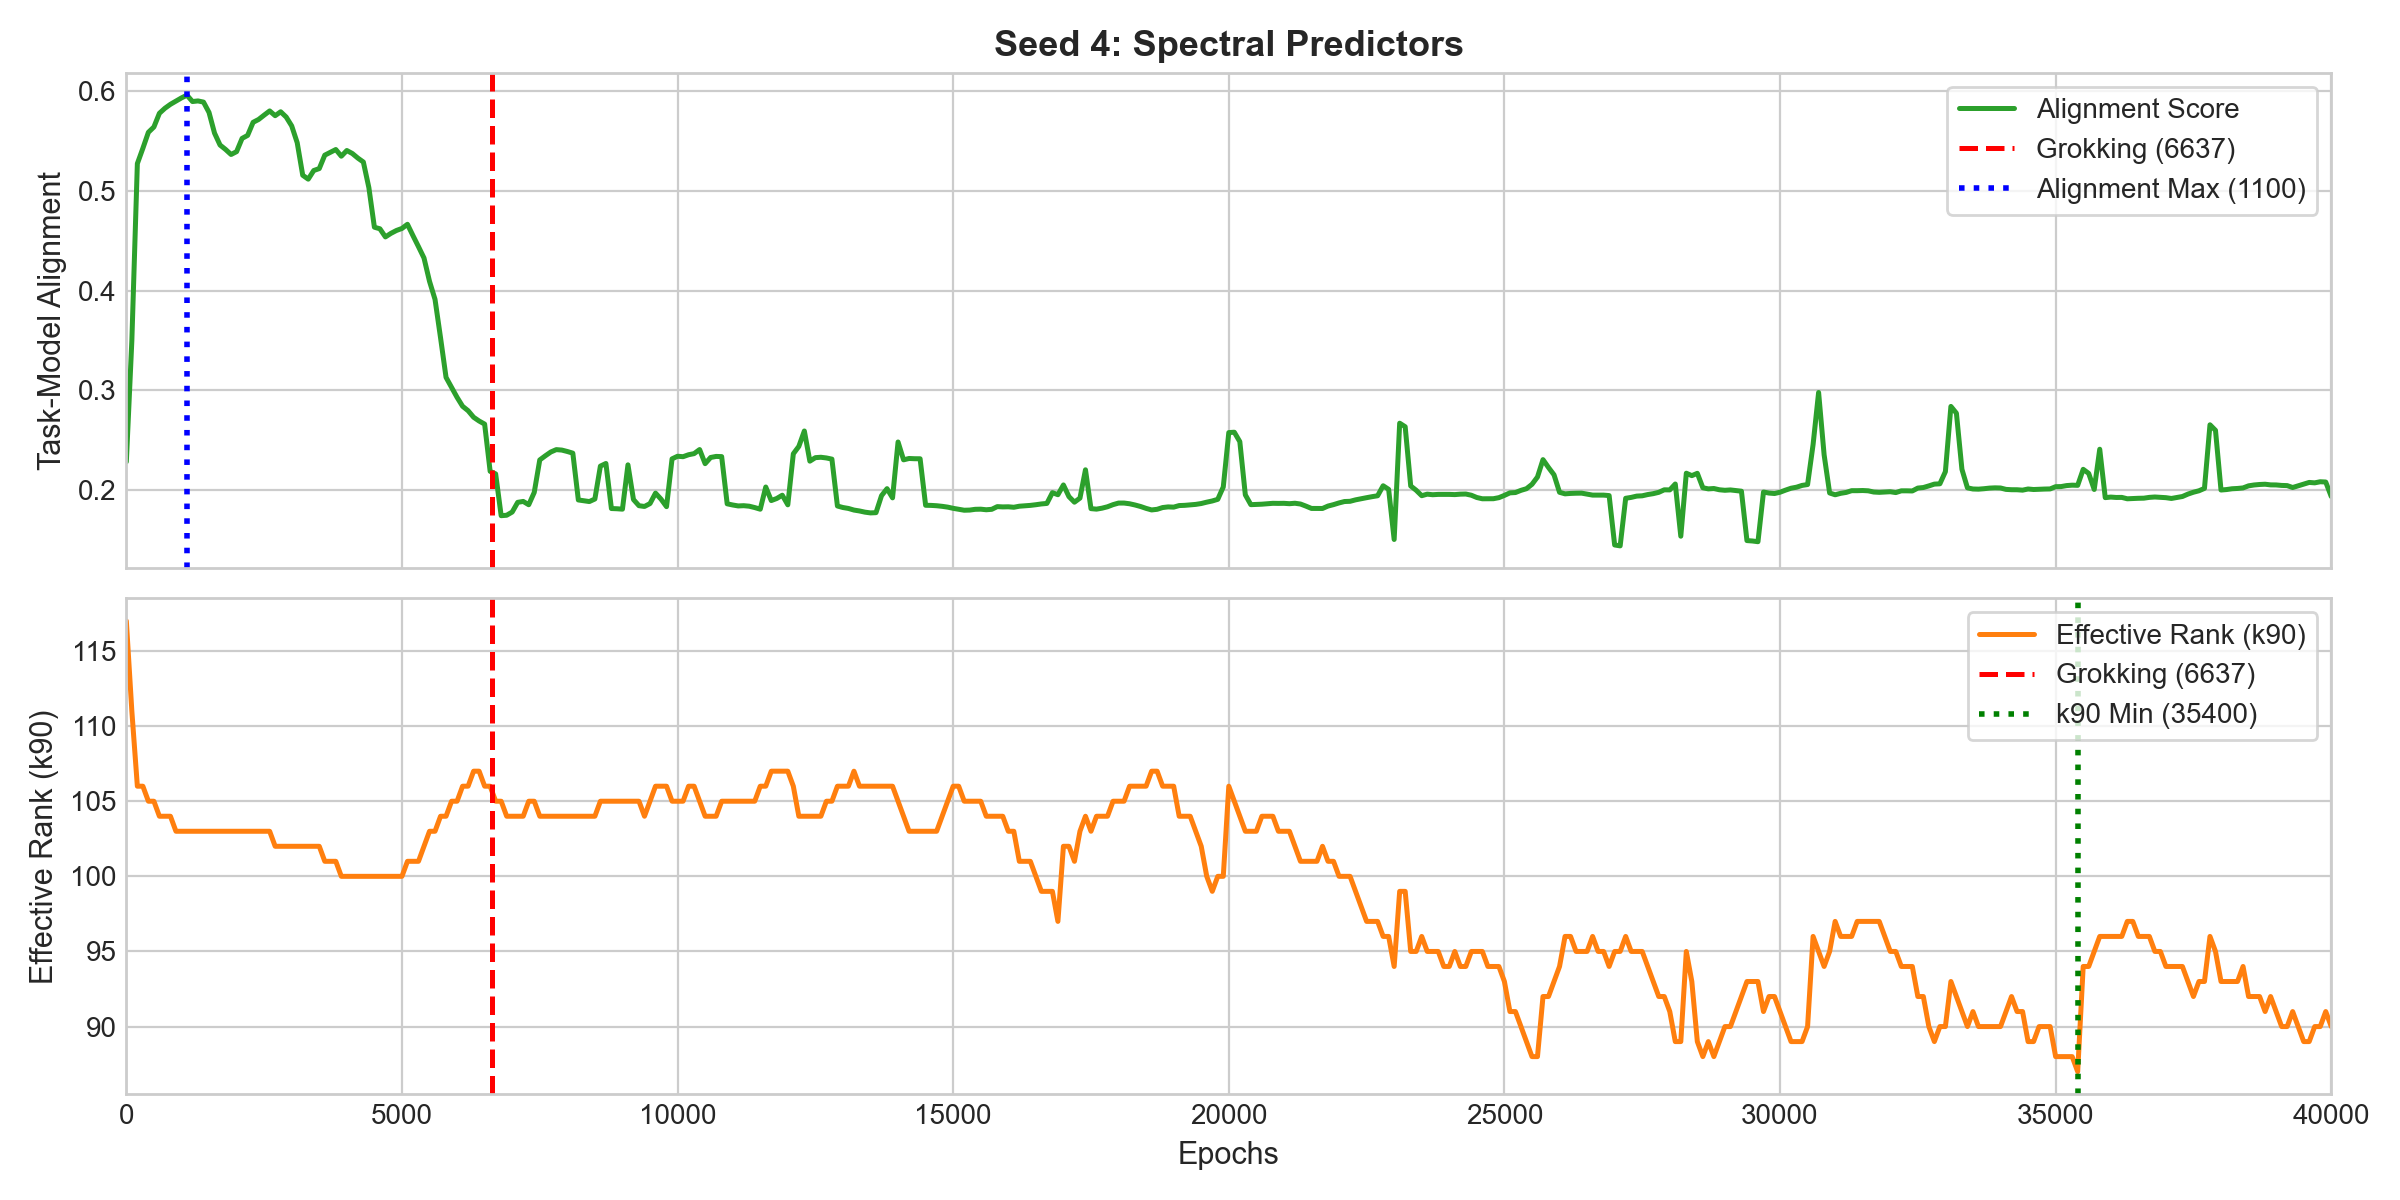 Seed 4: Spectral Predictors
Task-Model Alignment
0.6
0.5
0.4
0.3
0.2
Alignment Score
Grokking (6637)
Alignment Max (1100)
Effective Rank (k90)
115
110
105
100
95
90
Effective Rank (k90)
Grokking (6637)
k90 Min (35400)
0 5000 10000 15000 20000 25000 30000 35000 40000
Epochs